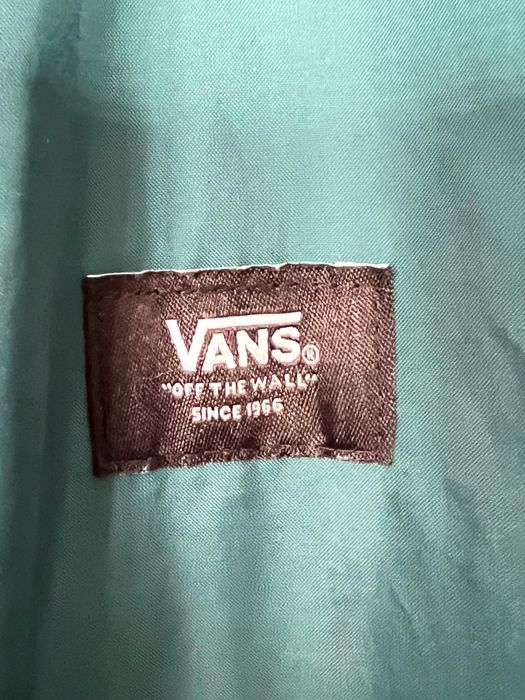 VANS®
"OFF THE WALL"
SINCE 1966